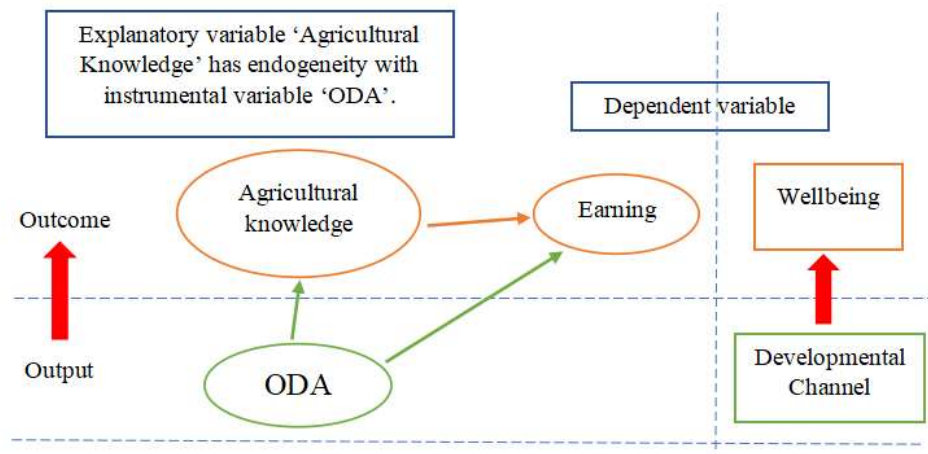 Explanatory variable ‘Agricultural
Knowledge’ has endogeneity with
instrumental variable ‘ODA’.
Dependent variable
Agricultural
knowledge
Earning
Wellbeing
Outcome
Output
ODA
Developmental
Channel